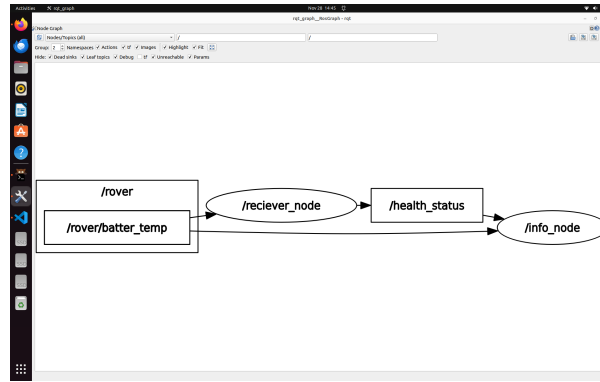 Activities rqt_graph Nov 28 14:45
rqt_graph__RosGraph - rqt
Node Graph
Nodes/Topics (all) / /
Group: 2 Namespaces Actions tf Images Highlight Fit
Hide: Dead sinks Leaf topics Debug tf Unreachable Params
/rover
/rover/batter_temp
/reciever_node
/health_status
/info_node